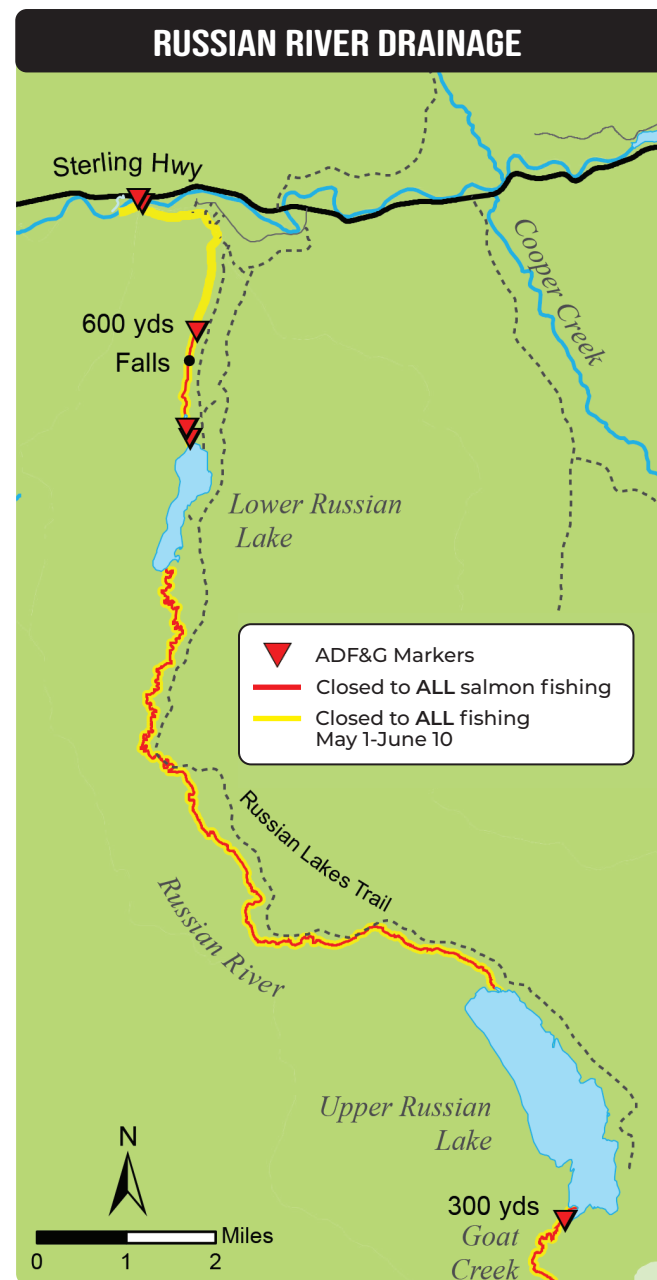 RUSSIAN RIVER DRAINAGE
Sterling Hwy
Cooper Creek
600 yds
Falls
Lower Russian
Lake
ADF&G Markers
Closed to ALL salmon fishing
Closed to ALL fishing
May 1-June 10
Russian Lakes Trail
Russian River
Upper Russian
Lake
N
300 yds
Goat
Creek
Miles
0 1 2